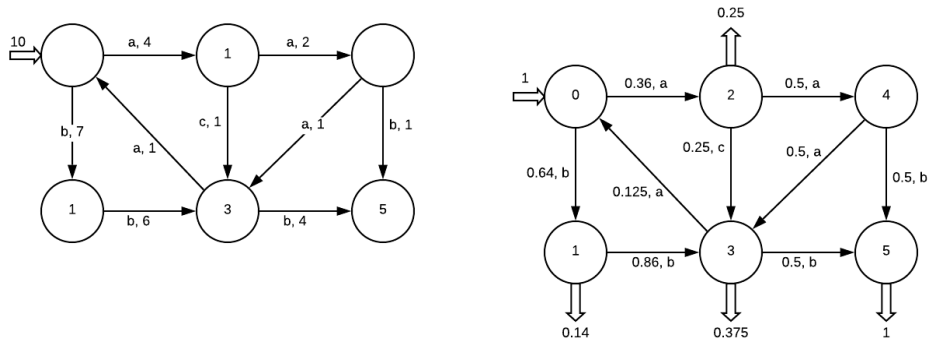 10
a, 4
1
a, 2
b, 7
a, 1
c, 1
a, 1
b, 1
1
b, 6
3
b, 4
5
0.25
1
0
0.36, a
2
0.5, a
4
0.64, b
0.125, a
0.25, c
0.5, a
0.5, b
1
0.86, b
3
0.5, b
5
0.14
0.375
1